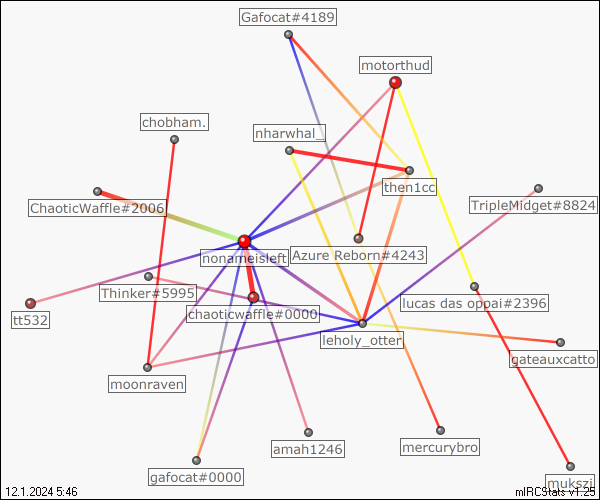 Gafocat#4189
motorthud
chobham.
nharwhal_
then1cc
ChaoticWaffle#2006
TripleMidget#8824
nonameisleft
Azure Reborn#4243
Thinker#5995
chaoticwaffle#0000
lucas das oppai#2396
tt532
leholy_otter
gateauxcatto
moonraven
amah1246
mercurybro
gafocat#0000
mukszi
12.1.2024 5:46
mIRCStats v1.25